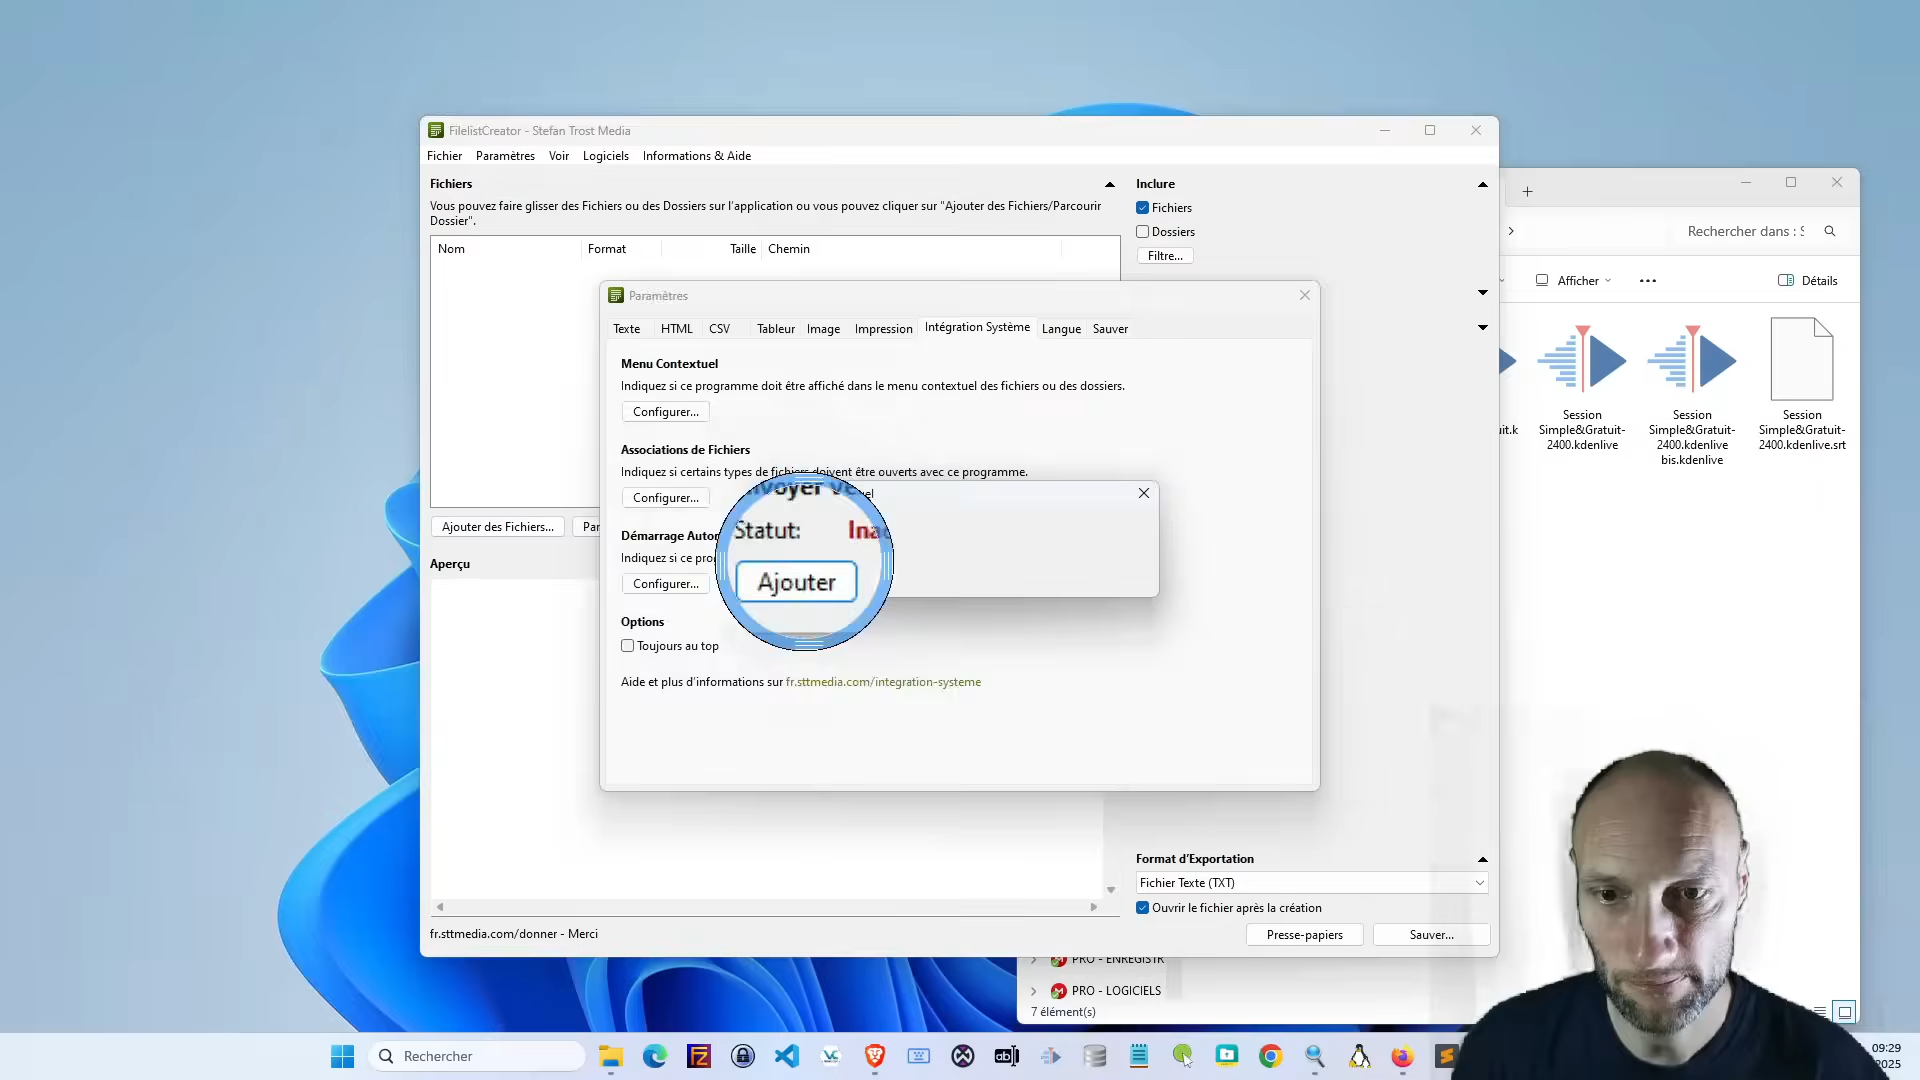 FilelistCreator - Stefan Trost Media
Fichier Paramètres Voir Logiciels Informations & Aide
Fichiers
Vous pouvez faire glisser des Fichiers ou des Dossiers sur l'application ou vous pouvez cliquer sur "Ajouter des Fichiers/Parcourir
Dossier".
Nom Format Taille Chemin
Inclure
Fichiers
Dossiers
Filtre...
Rechercher dans : S
Afficher
Détails
Session
Simple&Gratuit-
2400.kdenlive
Session
Simple&Gratuit-
2400.kdenlive
bis.kdenlive
Session
Simple&Gratuit-
2400.kdenlive.srt
Paramètres
Texte HTML CSV Tableur Image Impression Intégration Système Langue Sauver
Menu Contextuel
Indiquez si ce programme doit être affiché dans le menu contextuel des fichiers ou des dossiers.
Configurer...
Associations de Fichiers
Indiquez si certains types de fichiers doivent être ouverts avec ce programme.
Configurer...
Démarrage
Indiquez si ce
Configurer...
Statut:
Ajouter
Options
Toujours au top
Aide et plus d'informations sur fr.sttmedia.com/integration-systeme
Ajouter des Fichiers...
Aperçu
Format d'Exportation
Fichier Texte (TXT)
Ouvrir le fichier après la création
Presse-papiers Sauver...
fr.sttmedia.com/donner - Merci
PRO - ENREGISTR
PRO - LOGICIELS
7 élément(s)
Rechercher
09:29
2025